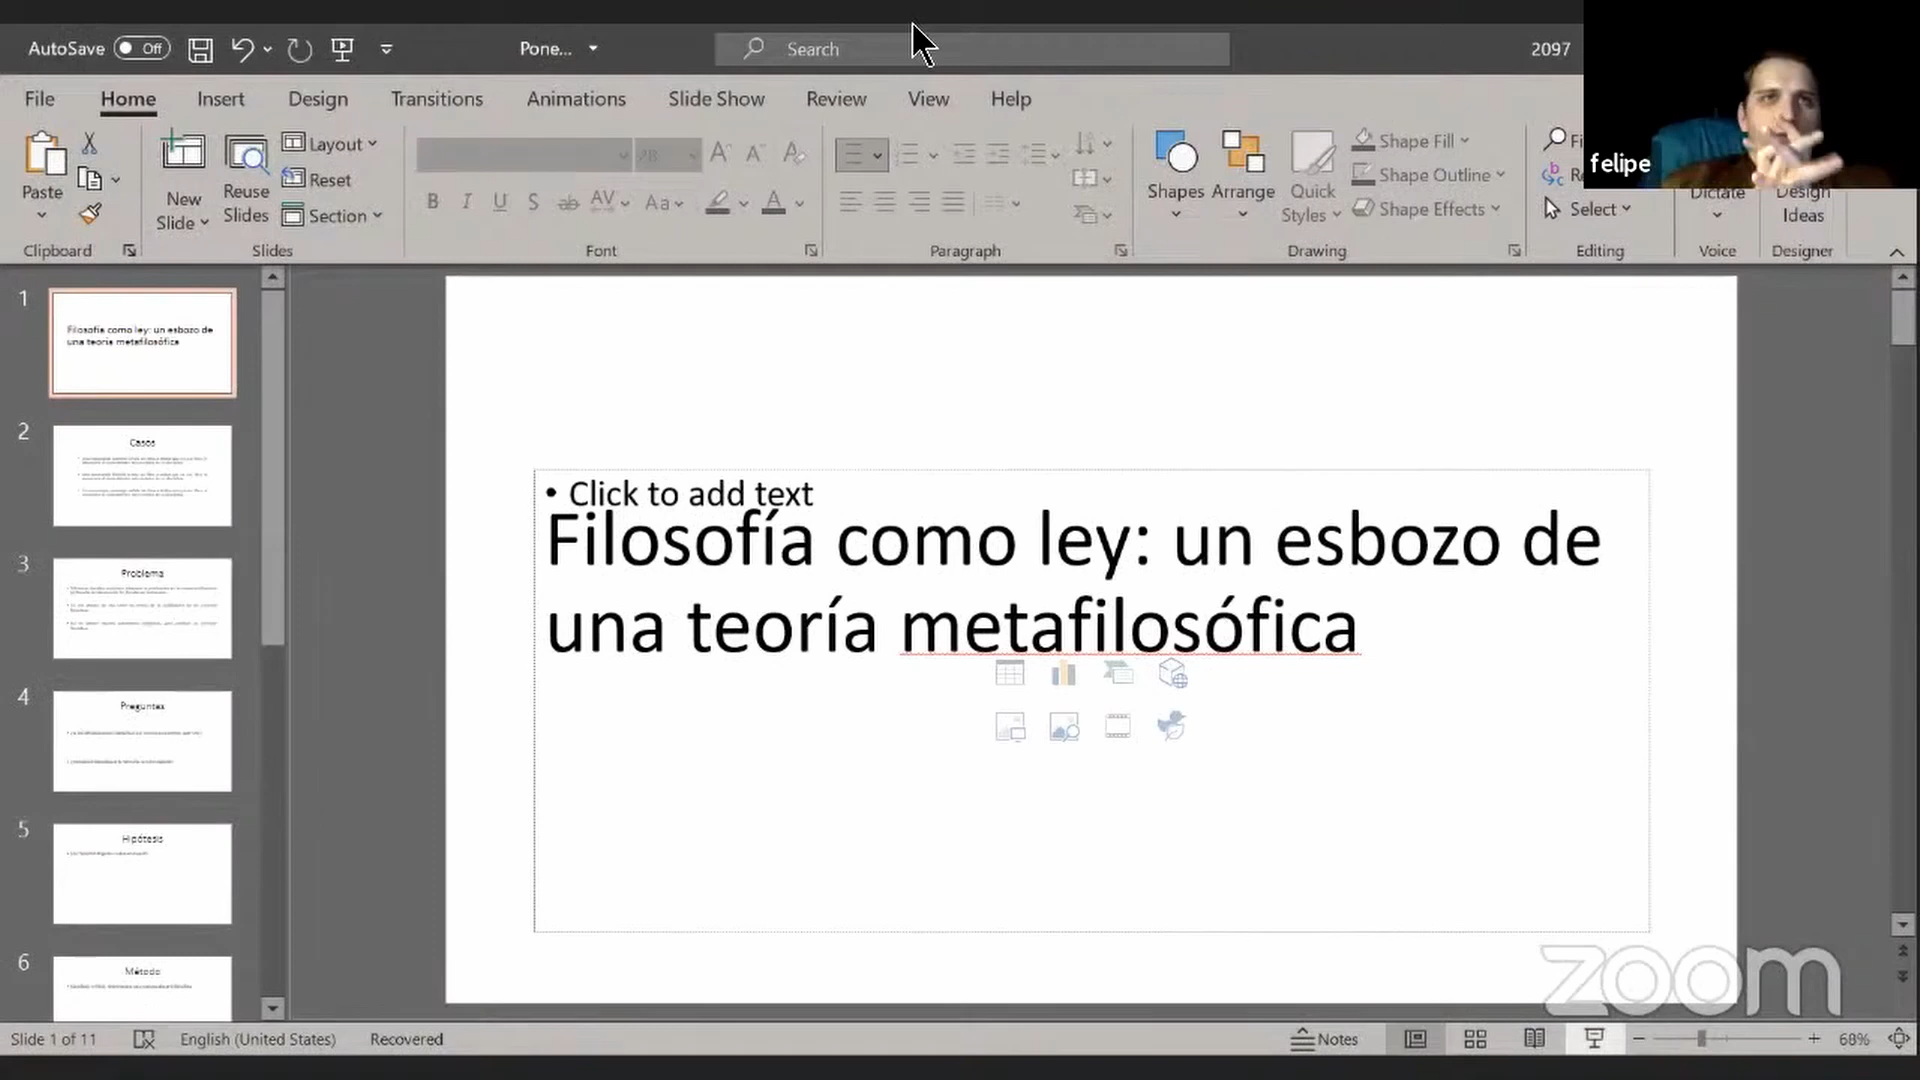 AutoSave Off Pone... Search 2097
felipe
File Home Insert Design Transitions Animations Slide Show Review View Help
Paste
New Slide
Reuse Slides
Layout
Reset
Section
28
B I U S ab AV Aa A
Shapes Arrange Quick Styles
Shape Fill
Shape Outline
Shape Effects
Select
Dictate
Design Ideas
Clipboard Slides Font Paragraph Drawing Editing Voice Designer
1
Filosofía como ley: un esbozo de
una teoría metafilosófica
2
Casos
3
Problema
4
Preguntas
5
Hipótesis
6
Método
• Click to add text
Filosofía como ley: un esbozo de
una teoría metafilosófica
zoom
Slide 1 of 11 English (United States) Recovered Notes 68%